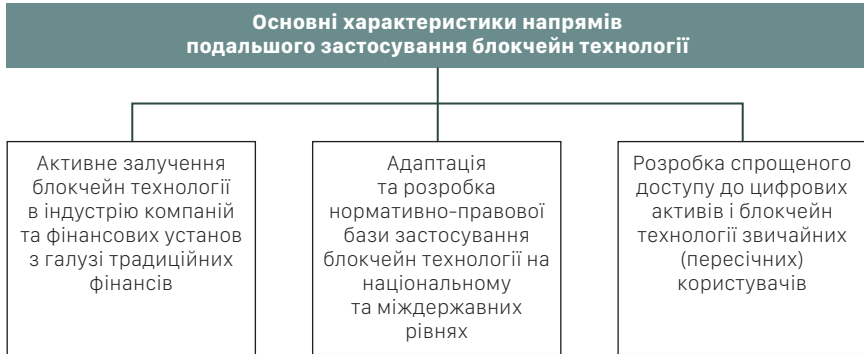 Основні характеристики напрямів
подальшого застосування блокчейн технології
Активне залучення
блокчейн технології
в індустрію компаній
та фінансових установ
з галузі традиційних
фінансів
Адаптація
та розробка
нормативно-правової
бази застосування
блокчейн технології на
національному
та міждержавних
рівнях
Розробка спрощеного
доступу до цифрових
активів і блокчейн
технології звичайних
(пересічних)
користувачів